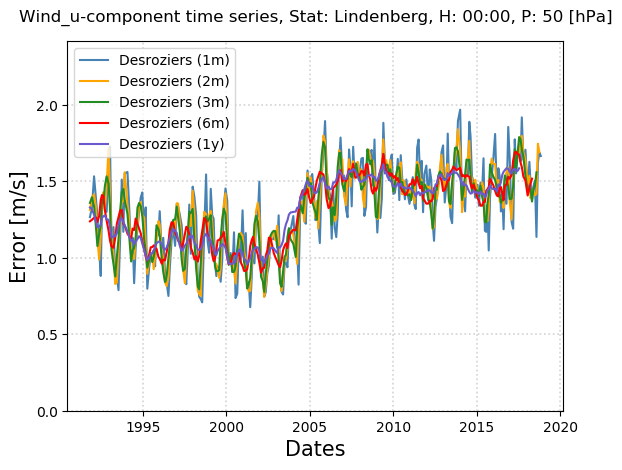 Wind_u-component time series, Stat: Lindenberg, H: 00:00, P: 50 [hPa]
Desroziers (1m)
Desroziers (2m)
Desroziers (3m)
Desroziers (6m)
Desroziers (1y)
2.0
1.5
1.0
0.5
0.0
Error [m/s]
1995 2000 2005 2010 2015 2020
Dates